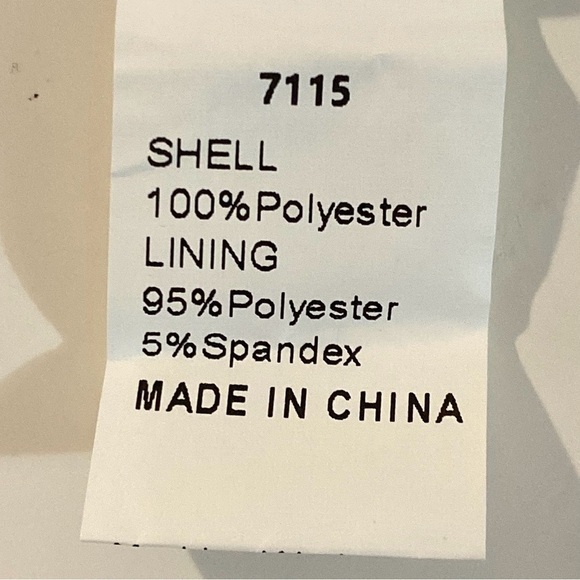 7115
SHELL
100%Polyester
LINING
95%Polyester
5%Spandex
MADE IN CHINA